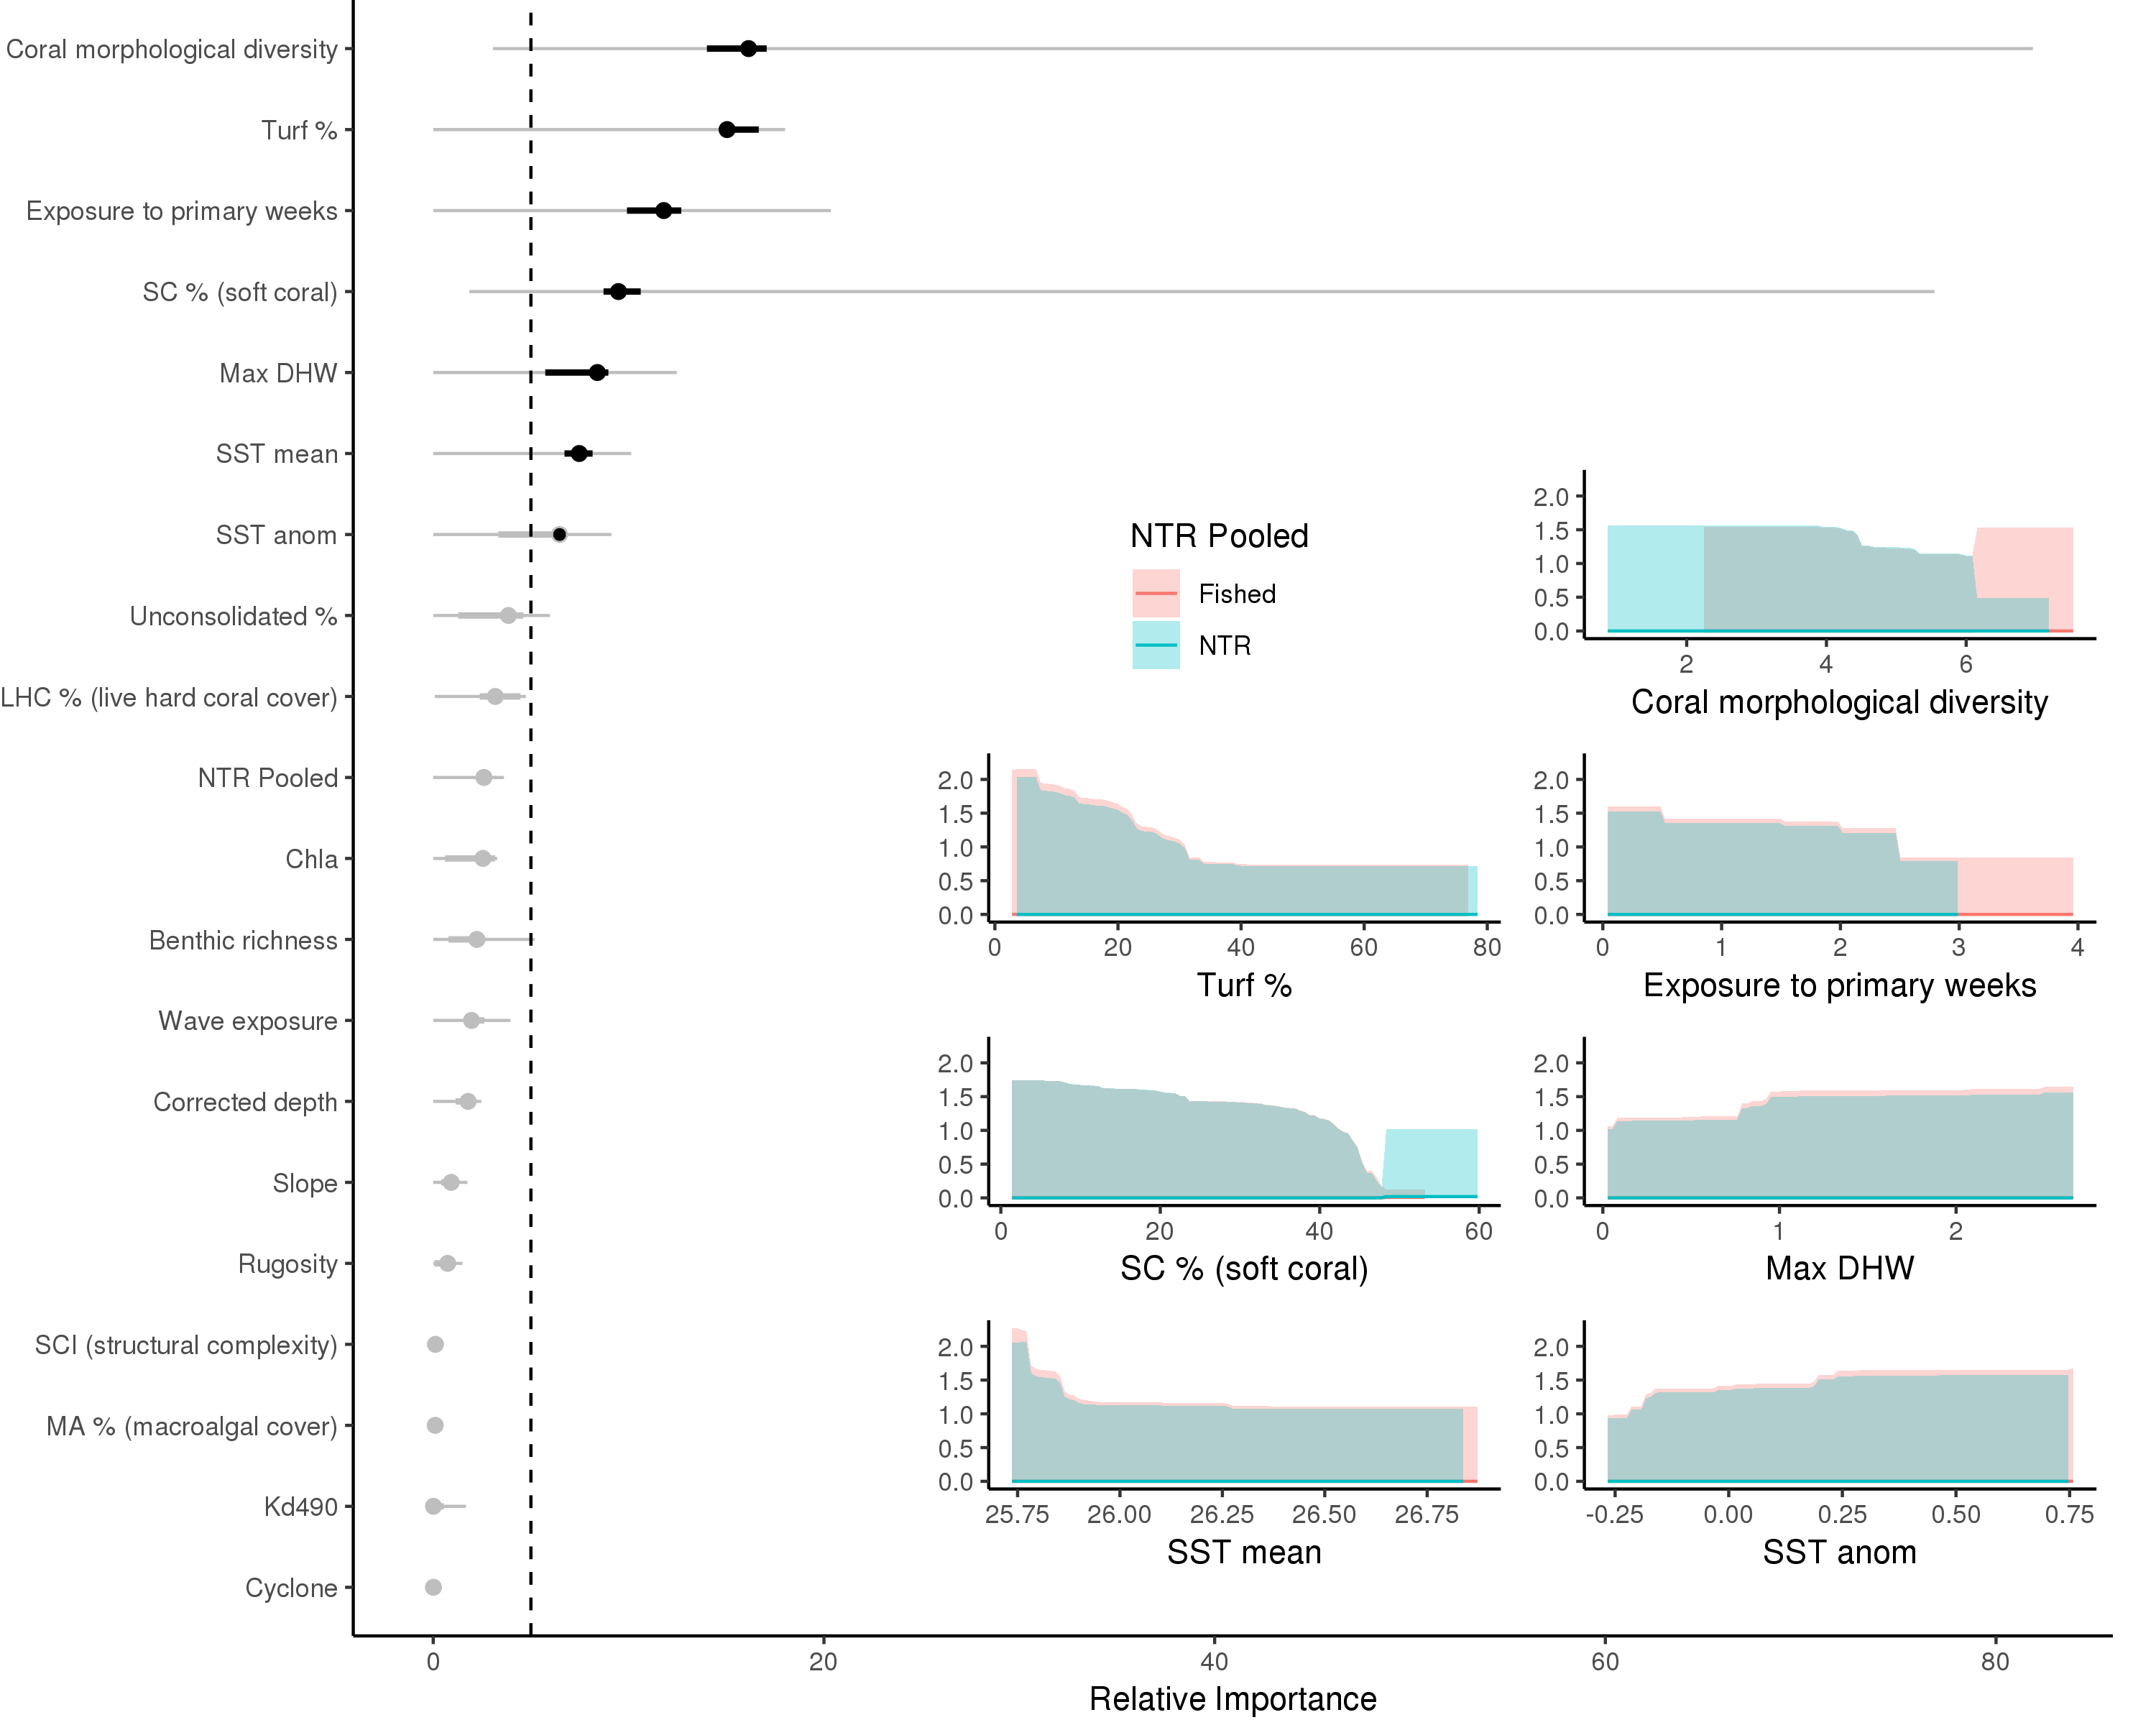 Coral morphological diversity
Turf %
Exposure to primary weeks
SC % (soft coral)
Max DHW
SST mean
SST anom
Unconsolidated %
LHC % (live hard coral cover)
NTR Pooled
Chla
Benthic richness
Wave exposure
Corrected depth
Slope
Rugosity
SCI (structural complexity)
MA % (macroalgal cover)
Kd490
Cyclone
0 20 40 60 80
Relative Importance
NTR Pooled
Fished
NTR
2.0
1.5
1.0
0.5
0.0
2 4 6
Coral morphological diversity
2.0
1.5
1.0
0.5
0.0
0 20 40 60 80
Turf %
2.0
1.5
1.0
0.5
0.0
0 1 2 3 4
Exposure to primary weeks
2.0
1.5
1.0
0.5
0.0
0 20 40 60
SC % (soft coral)
2.0
1.5
1.0
0.5
0.0
0 1 2
Max DHW
2.0
1.5
1.0
0.5
0.0
25.75 26.00 26.25 26.50 26.75
SST mean
2.0
1.5
1.0
0.5
0.0
-0.25 0.00 0.25 0.50 0.75
SST anom